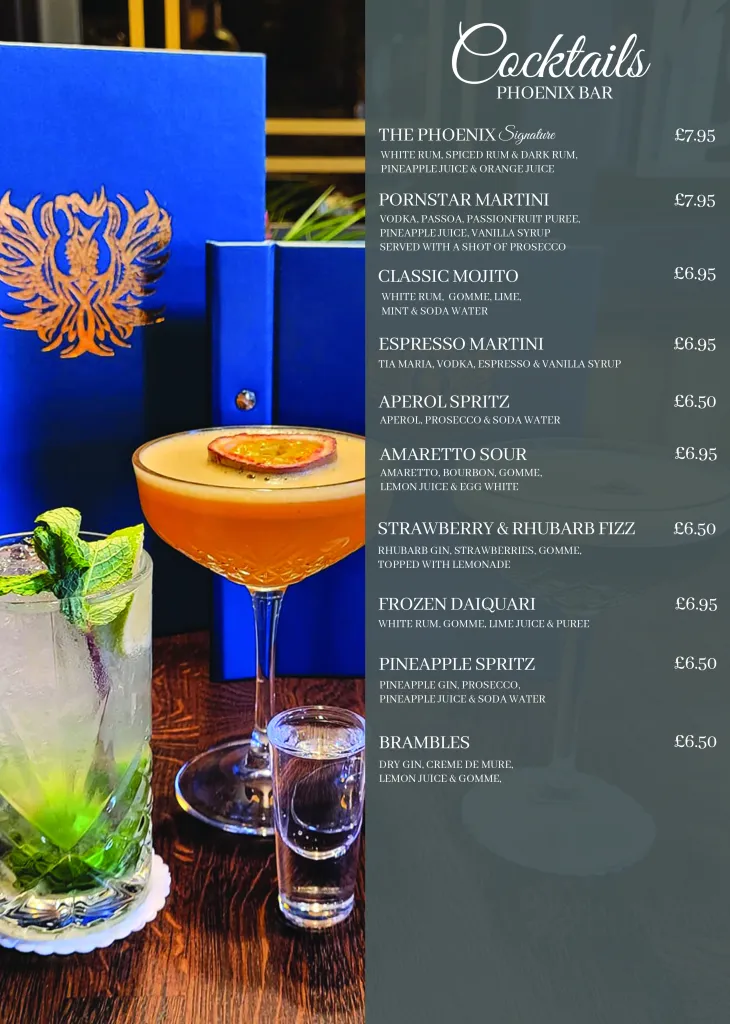 Cocktails
PHOENIX BAR
THE PHOENIX Signature £7.95
WHITE RUM, SPICED RUM & DARK RUM,
PINEAPPLE JUICE & ORANGE JUICE
PORNSTAR MARTINI £7.95
VODKA, PASSOA, PASSIONFRUIT PUREE,
PINEAPPLE JUICE, VANILLA SYRUP
SERVED WITH A SHOT OF PROSECCO
CLASSIC MOJITO £6.95
WHITE RUM, GOMME, LIME,
MINT & SODA WATER
ESPRESSO MARTINI £6.95
TIA MARIA, VODKA, ESPRESSO & VANILLA SYRUP
APEROL SPRITZ £6.50
APEROL, PROSECCO & SODA WATER
AMARETTO SOUR £6.95
AMARETTO, BOURBON, GOMME,
LEMON JUICE & EGG WHITE
STRAWBERRY & RHUBARB FIZZ £6.50
RHUBARB GIN, STRAWBERRIES, GOMME,
TOPPED WITH LEMONADE
FROZEN DAIQUARI £6.95
WHITE RUM, GOMME, LIME JUICE & PUREE
PINEAPPLE SPRITZ £6.50
PINEAPPLE GIN, PROSECCO,
PINEAPPLE JUICE & SODA WATER
BRAMBLES £6.50
DRY GIN, CREME DE MURE,
LEMON JUICE & GOMME,